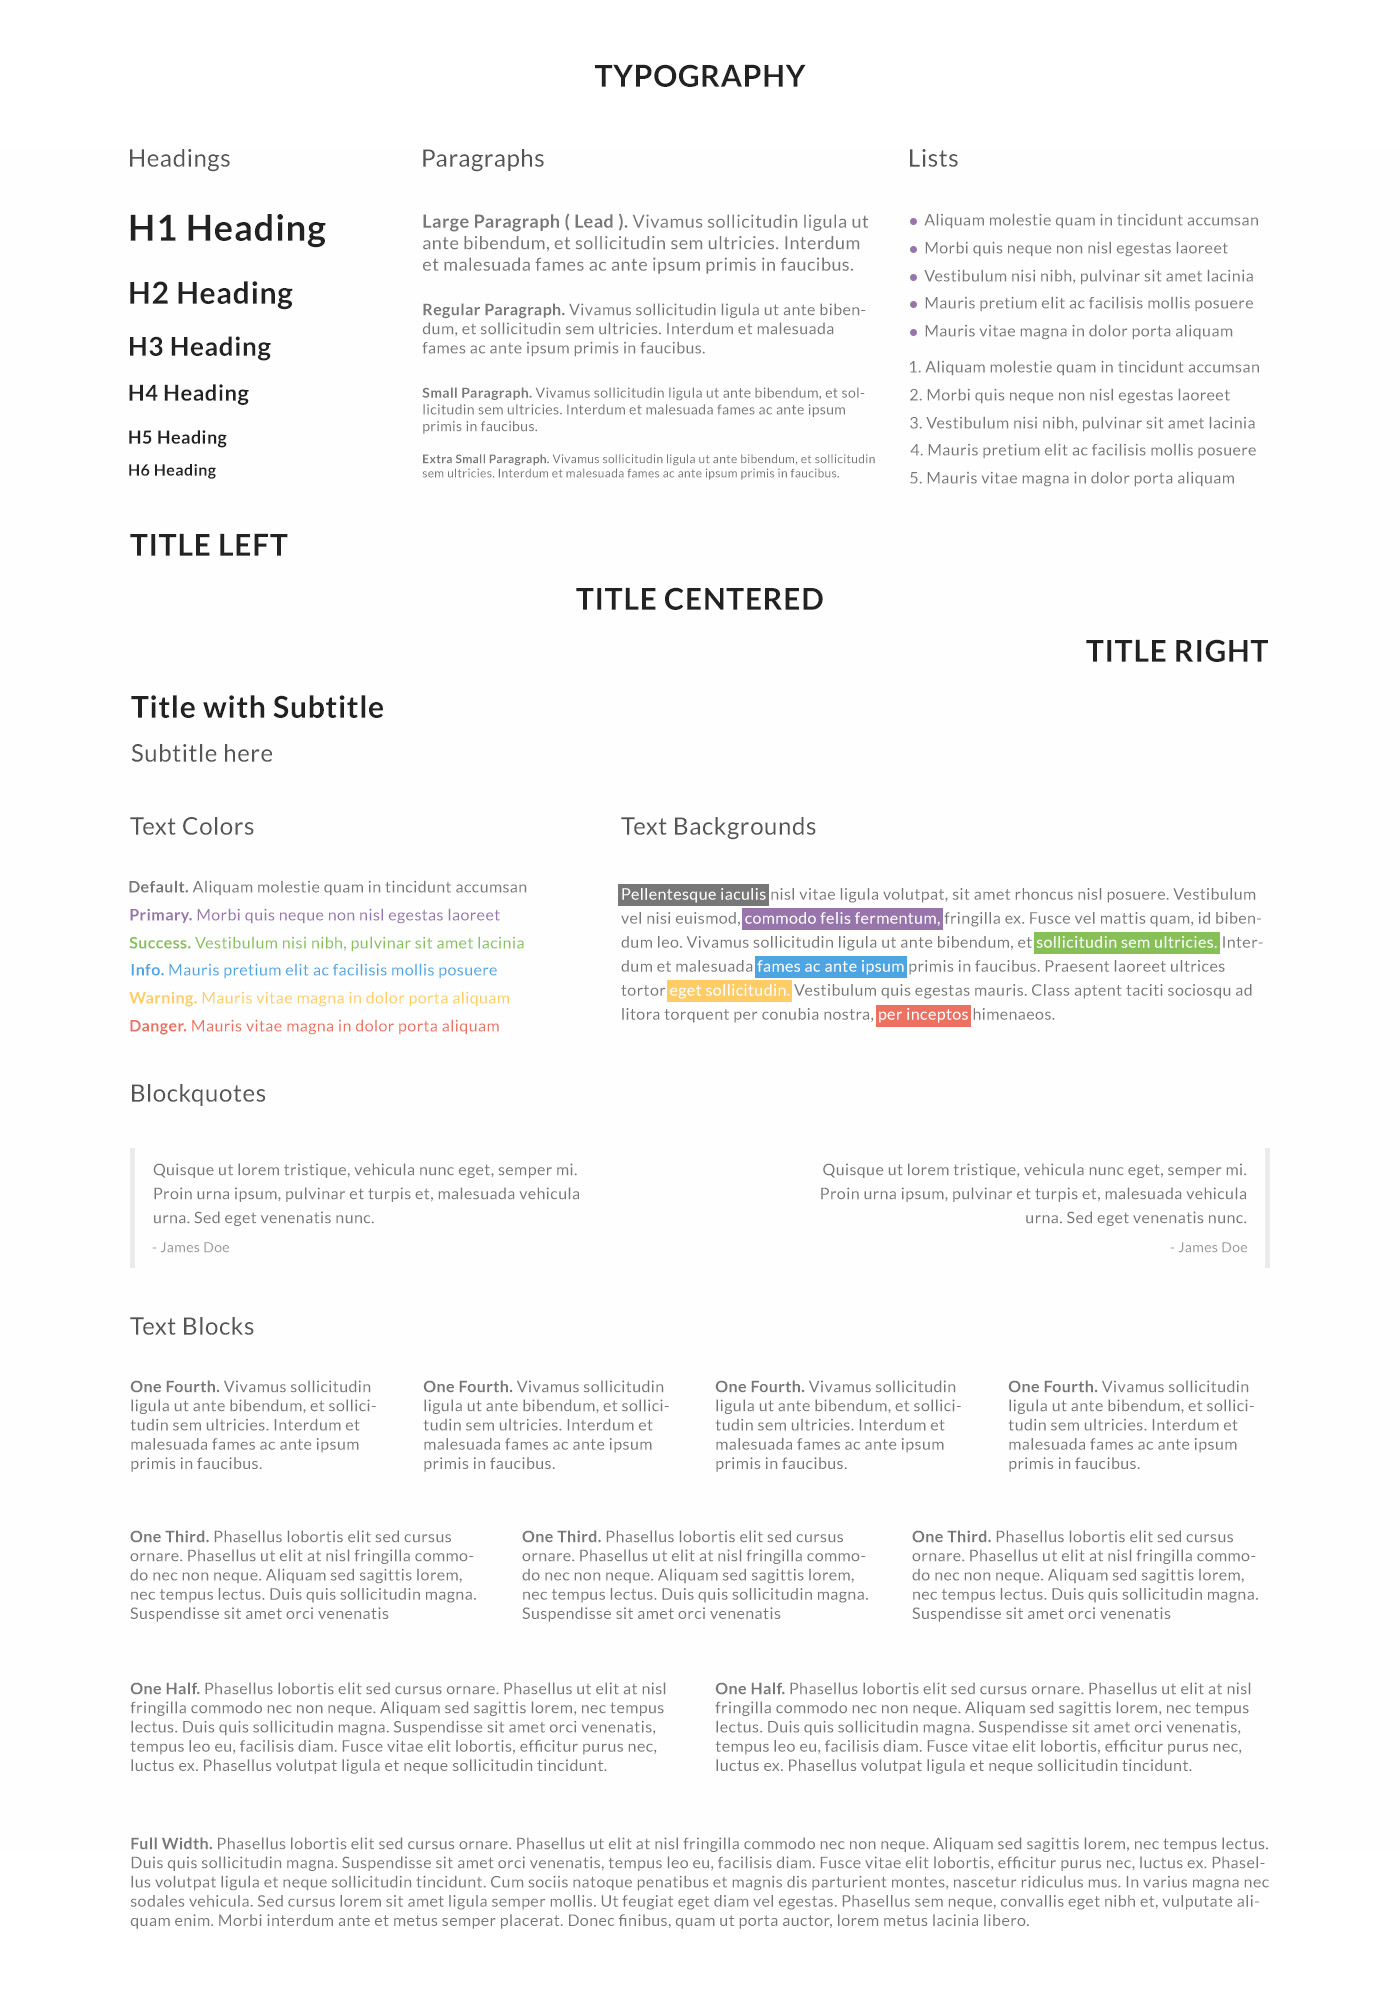 TYPOGRAPHY
Headings
H1 Heading
H2 Heading
H3 Heading
H4 Heading
H5 Heading
H6 Heading
Paragraphs
Large Paragraph ( Lead ). Vivamus sollicitudin ligula ut
ante bibendum, et sollicitudin sem ultricies. Interdum
et malesuada fames ac ante ipsum primis in faucibus.
Regular Paragraph. Vivamus sollicitudin ligula ut ante biben-
dum, et sollicitudin sem ultricies. Interdum et malesuada
fames ac ante ipsum primis in faucibus.
Small Paragraph. Vivamus sollicitudin ligula ut ante bibendum, et sol-
licitudin sem ultricies. Interdum et malesuada fames ac ante ipsum
primis in faucibus.
Extra Small Paragraph. Vivamus sollicitudin ligula ut ante bibendum, et sollicitudin
sem ultricies. Interdum et malesuada fames ac ante ipsum primis in faucibus.
Lists
• Aliquam molestie quam in tincidunt accumsan
• Morbi quis neque non nisl egestas laoreet
• Vestibulum nisi nibh, pulvinar sit amet lacinia
• Mauris pretium elit ac facilisis mollis posuere
• Mauris vitae magna in dolor porta aliquam
1. Aliquam molestie quam in tincidunt accumsan
2. Morbi quis neque non nisl egestas laoreet
3. Vestibulum nisi nibh, pulvinar sit amet lacinia
4. Mauris pretium elit ac facilisis mollis posuere
5. Mauris vitae magna in dolor porta aliquam
TITLE LEFT
TITLE CENTERED
TITLE RIGHT
Title with Subtitle
Subtitle here
Text Colors
Default. Aliquam molestie quam in tincidunt accumsan
Primary. Morbi quis neque non nisl egestas laoreet
Success. Vestibulum nisi nibh, pulvinar sit amet lacinia
Info. Mauris pretium elit ac facilisis mollis posuere
Warning. Mauris vitae magna in dolor porta aliquam
Danger. Mauris vitae magna in dolor porta aliquam
Text Backgrounds
Pellentesque iaculis nisl vitae ligula volutpat, sit amet rhoncus nisl posuere. Vestibulum
vel nisi euismod, commodo felis fermentum, fringilla ex. Fusce vel mattis quam, id biben-
dum leo. Vivamus sollicitudin ligula ut ante bibendum, et sollicitudin sem ultricies. Inter-
dum et malesuada fames ac ante ipsum primis in faucibus. Praesent laoreet ultrices
tortor eget sollicitudin. Vestibulum quis egestas mauris. Class aptent taciti sociosqu ad
litora torquent per conubia nostra, per inceptos himenaeos.
Blockquotes
Quisque ut lorem tristique, vehicula nunc eget, semper mi.
Proin urna ipsum, pulvinar et turpis et, malesuada vehicula
urna. Sed eget venenatis nunc.
- James Doe
Quisque ut lorem tristique, vehicula nunc eget, semper mi.
Proin urna ipsum, pulvinar et turpis et, malesuada vehicula
urna. Sed eget venenatis nunc.
- James Doe
Text Blocks
One Fourth. Vivamus sollicitudin
ligula ut ante bibendum, et sollici-
tudin sem ultricies. Interdum et
malesuada fames ac ante ipsum
primis in faucibus.
One Fourth. Vivamus sollicitudin
ligula ut ante bibendum, et sollici-
tudin sem ultricies. Interdum et
malesuada fames ac ante ipsum
primis in faucibus.
One Fourth. Vivamus sollicitudin
ligula ut ante bibendum, et sollici-
tudin sem ultricies. Interdum et
malesuada fames ac ante ipsum
primis in faucibus.
One Fourth. Vivamus sollicitudin
ligula ut ante bibendum, et sollici-
tudin sem ultricies. Interdum et
malesuada fames ac ante ipsum
primis in faucibus.
One Third. Phasellus lobortis elit sed cursus
ornare. Phasellus ut elit at nisl fringilla commo-
do nec non neque. Aliquam sed sagittis lorem,
nec tempus lectus. Duis quis sollicitudin magna.
Suspendisse sit amet orci venenatis
One Third. Phasellus lobortis elit sed cursus
ornare. Phasellus ut elit at nisl fringilla commo-
do nec non neque. Aliquam sed sagittis lorem,
nec tempus lectus. Duis quis sollicitudin magna.
Suspendisse sit amet orci venenatis
One Third. Phasellus lobortis elit sed cursus
ornare. Phasellus ut elit at nisl fringilla commo-
do nec non neque. Aliquam sed sagittis lorem,
nec tempus lectus. Duis quis sollicitudin magna.
Suspendisse sit amet orci venenatis
One Half. Phasellus lobortis elit sed cursus ornare. Phasellus ut elit at nisl
fringilla commodo nec non neque. Aliquam sed sagittis lorem, nec tempus
lectus. Duis quis sollicitudin magna. Suspendisse sit amet orci venenatis,
tempus leo eu, facilisis diam. Fusce vitae elit lobortis, efficitur purus nec,
luctus ex. Phasellus volutpat ligula et neque sollicitudin tincidunt.
One Half. Phasellus lobortis elit sed cursus ornare. Phasellus ut elit at nisl
fringilla commodo nec non neque. Aliquam sed sagittis lorem, nec tempus
lectus. Duis quis sollicitudin magna. Suspendisse sit amet orci venenatis,
tempus leo eu, facilisis diam. Fusce vitae elit lobortis, efficitur purus nec,
luctus ex. Phasellus volutpat ligula et neque sollicitudin tincidunt.
Full Width. Phasellus lobortis elit sed cursus ornare. Phasellus ut elit at nisl fringilla commodo nec non neque. Aliquam sed sagittis lorem, nec tempus lectus.
Duis quis sollicitudin magna. Suspendisse sit amet orci venenatis, tempus leo eu, facilisis diam. Fusce vitae elit lobortis, efficitur purus nec, luctus ex. Phasel-
lus volutpat ligula et neque sollicitudin tincidunt. Cum sociis natoque penatibus et magnis dis parturient montes, nascetur ridiculus mus. In varius magna nec
sodales vehicula. Sed cursus lorem sit amet ligula semper mollis. Ut feugiat eget diam vel egestas. Phasellus sem neque, convallis eget nibh et, vulputate ali-
quam enim. Morbi interdum ante et metus semper placerat. Donec finibus, quam ut porta auctor, lorem metus lacinia libero.